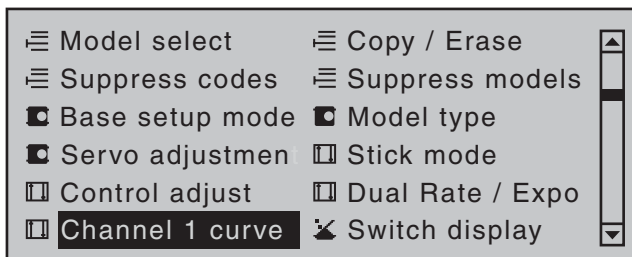 Model select Copy / Erase
Suppress codes Suppress models
Base setup mode Model type
Servo adjustment Stick mode
Control adjust Dual Rate / Expo
Channel 1 curve Switch display